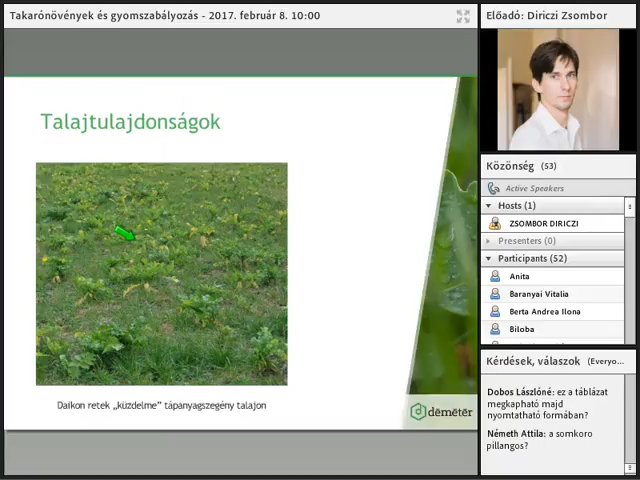 Takarónövények és gyomszabályozás - 2017. február 8. 10:00
Talajtulajdonságok
Daikon retek „küzdelme” tápanyagszegény talajon
dēmētēr
Előadó: Diriczi Zsombor
Közönség (53)
Active Speakers
Hosts (1)
ZSOMBOR DIRICZI
Presenters (0)
Participants (52)
Anita
Baranyai Vitalia
Berta Andrea Ilona
Biloba
Kérdések, válaszok (Everyo...
Dobos Lászlóné: ez a táblázat
megkapható majd
nyomtatható formában?
Németh Attila: a somkoro
pillangos?